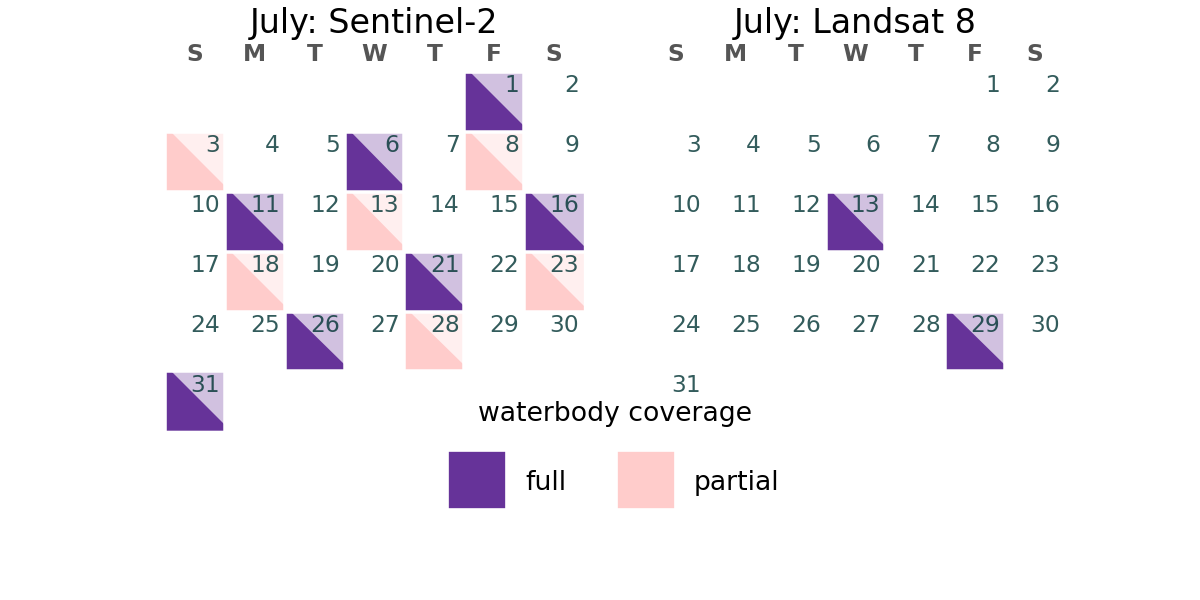 July: Sentinel-2
S M T W T F S
1 2
3 4 5 6 7 8 9
10 11 12 13 14 15 16
17 18 19 20 21 22 23
24 25 26 27 28 29 30
31
July: Landsat 8
S M T W T F S
1 2
3 4 5 6 7 8 9
10 11 12 13 14 15 16
17 18 19 20 21 22 23
24 25 26 27 28 29 30
31
waterbody coverage
full partial